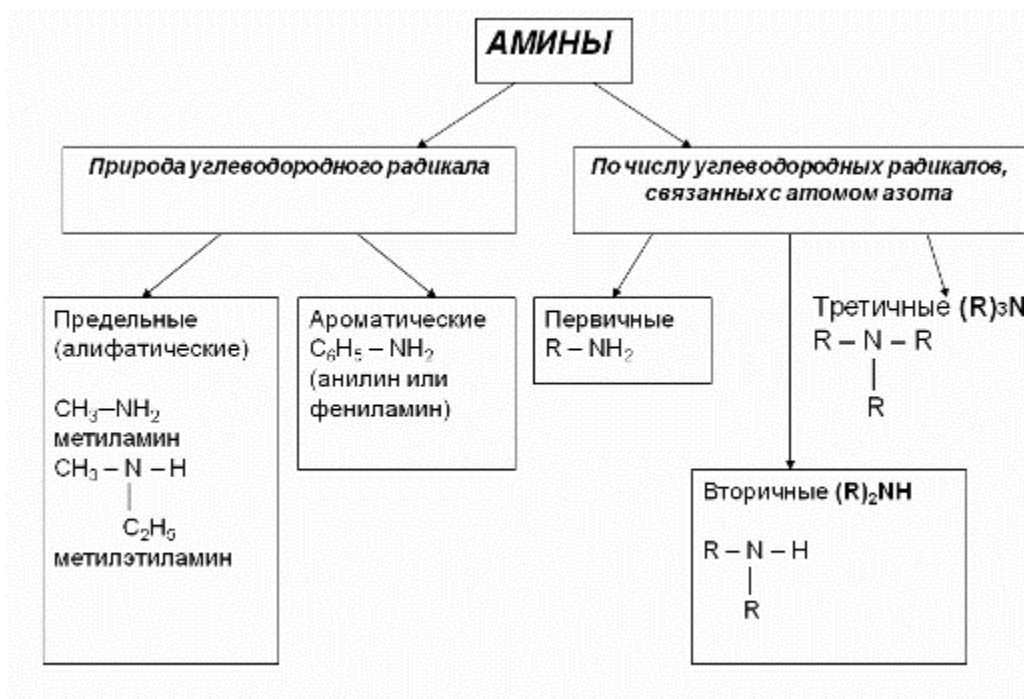 АМИНЫ
Природа углеводородного радикала
По числу углеводородных радикалов,
связанных с атомом азота
Предельные
(алифатические)
CH₃–NH₂
метиламин
CH₃ – N – H
|
C₂H₅
метилэтиламин
Ароматические
C₆H₅ – NH₂
(анилин или
фениламин)
Первичные
R – NH₂
Третичные (R)₃N
R – N – R
|
R
Вторичные (R)₂NH
R – N – H
|
R